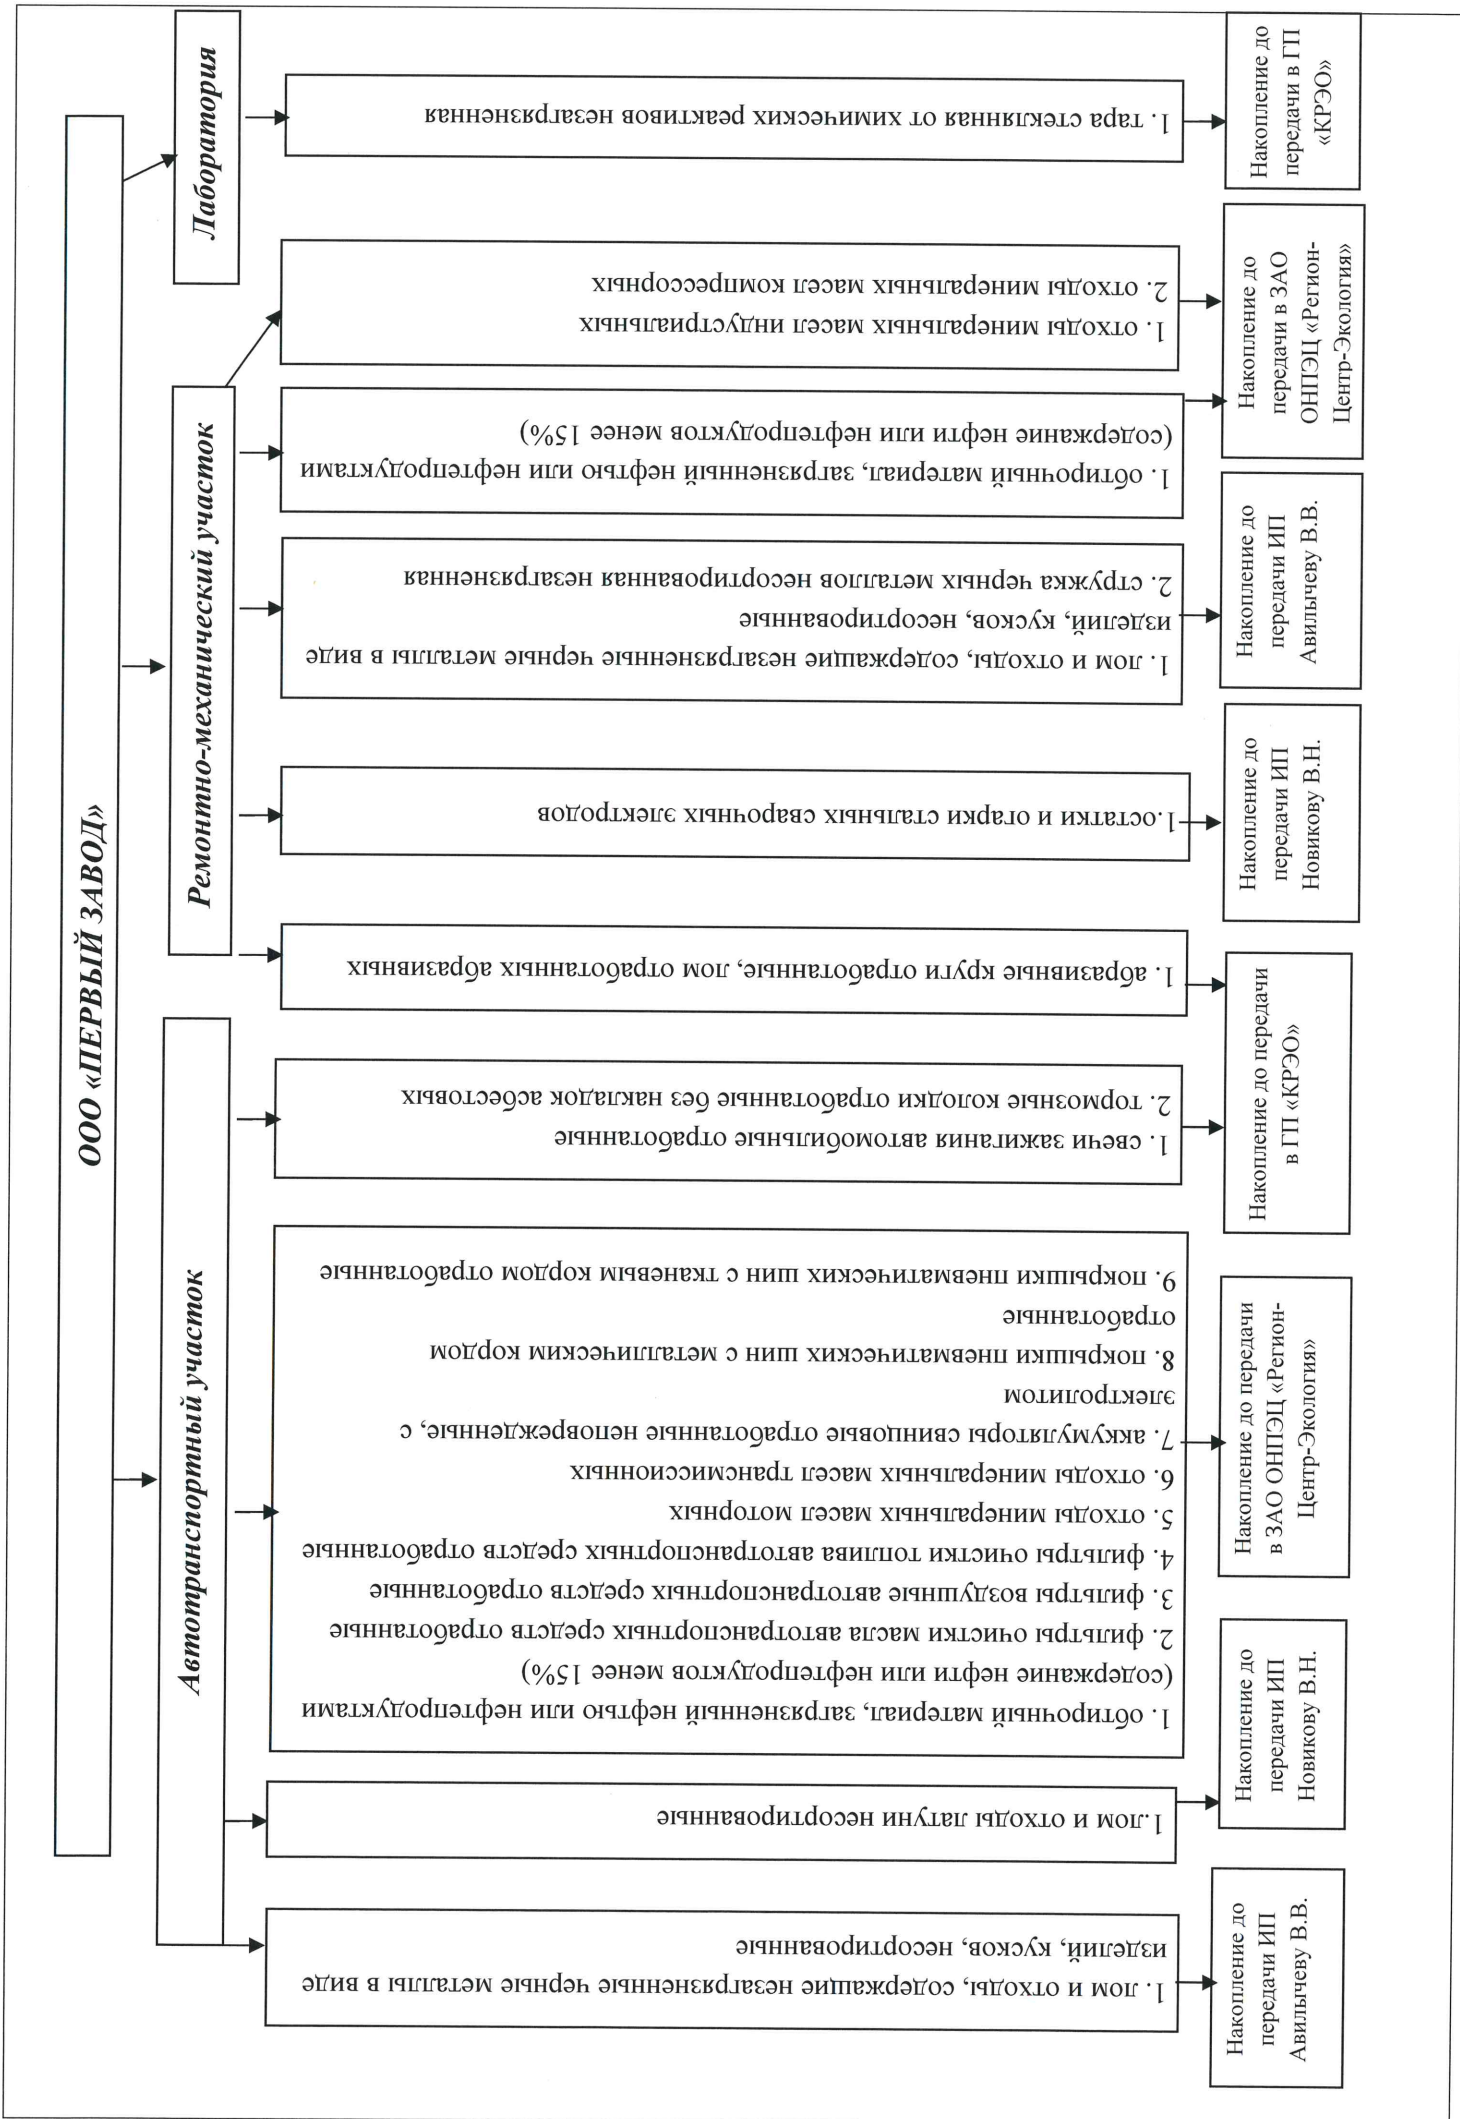 ООО «ПЕРВЫЙ ЗАВОД»
Автотранспортный участок
Ремонтно-механический участок
Лаборатория
1. лом и отходы, содержащие незагрязненные черные металлы в виде
изделий, кусков, несортированные
1.лом и отходы латуни несортированные
1. обтирочный материал, загрязненный нефтью или нефтепродуктами
(содержание нефти или нефтепродуктов менее 15%)
2. фильтры очистки масла автотранспортных средств отработанные
3. фильтры воздушные автотранспортных средств отработанные
4. фильтры очистки топлива автотранспортных средств отработанные
5. отходы минеральных масел моторных
6. отходы минеральных масел трансмиссионных
7. аккумуляторы свинцовые отработанные неповрежденные, с
электролитом
8. покрышки пневматических шин с металлическим кордом
отработанные
9. покрышки пневматических шин с тканевым кордом отработанные
1. свечи зажигания автомобильные отработанные
2. тормозные колодки отработанные без накладок асбестовых
1. абразивные круги отработанные, лом отработанных абразивных
1.остатки и огарки стальных сварочных электродов
1. лом и отходы, содержащие незагрязненные черные металлы в виде
изделий, кусков, несортированные
2. стружка черных металлов несортированная незагрязненная
1. обтирочный материал, загрязненный нефтью или нефтепродуктами
(содержание нефти или нефтепродуктов менее 15%)
1. отходы минеральных масел индустриальных
2. отходы минеральных масел компрессорных
1. тара стеклянная от химических реактивов незагрязненная
Накопление до
передачи ИП
Авилычеву В.В.
Накопление до
передачи ИП
Новикову В.Н.
Накопление до передачи
в ЗАО ОНПЭЦ «Регион-
Центр-Экология»
Накопление до передачи
в ГП «КРЭО»
Накопление до
передачи ИП
Новикову В.Н.
Накопление до
передачи ИП
Авилычеву В.В.
Накопление до
передачи в ЗАО
ОНПЭЦ «Регион-
Центр-Экология»
Накопление до
передачи в ГП
«КРЭО»